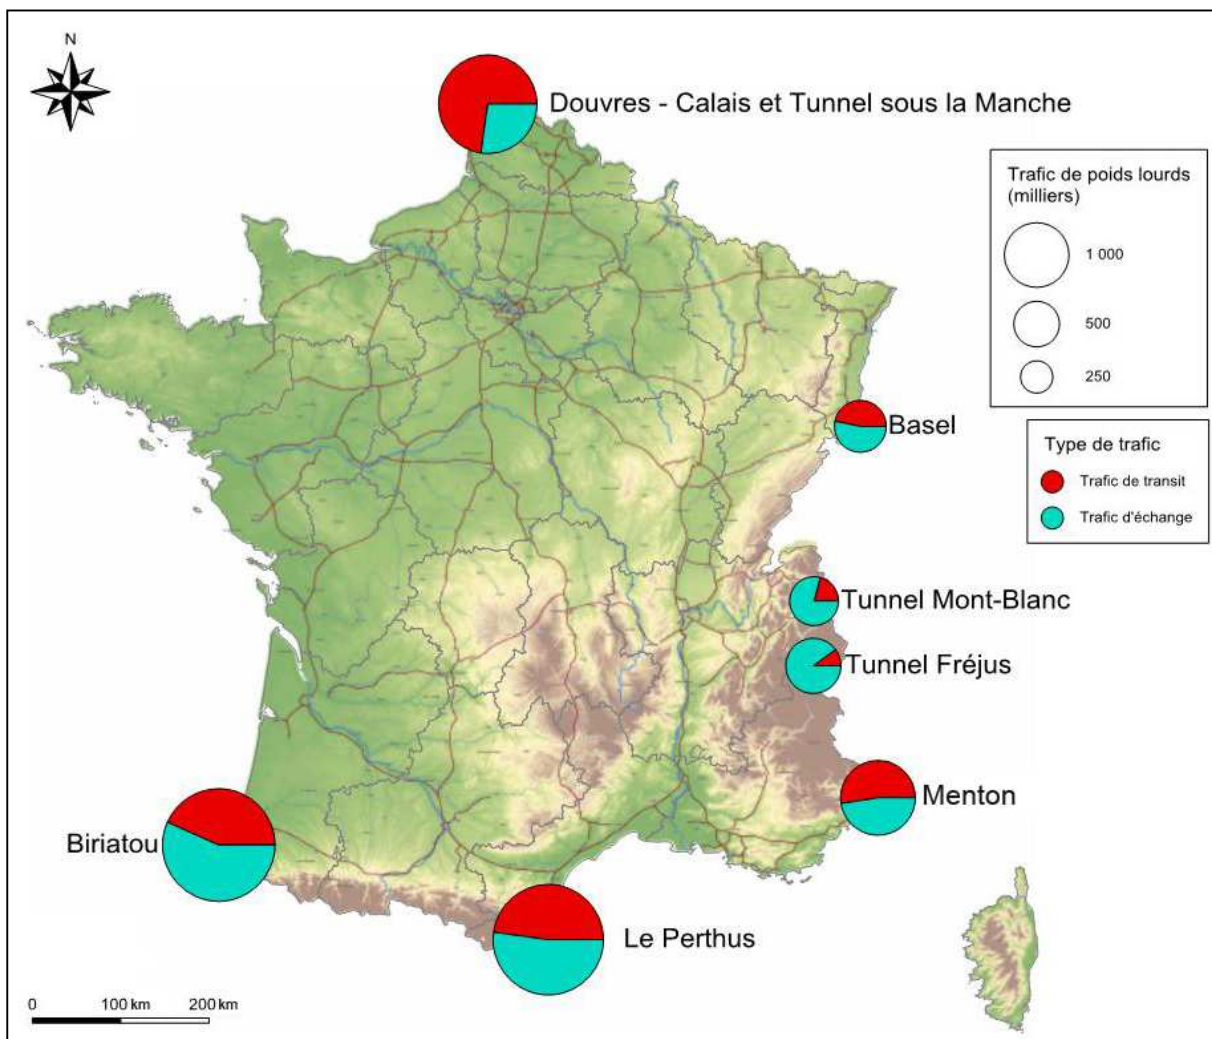 N
Douvres - Calais et Tunnel sous la Manche
Trafic de poids lourds
(milliers)
1 000
500
250
Basel
Type de trafic
Trafic de transit
Trafic d'échange
Tunnel Mont-Blanc
Tunnel Fréjus
Menton
Biriatou
Le Perthus
0 100 km 200 km